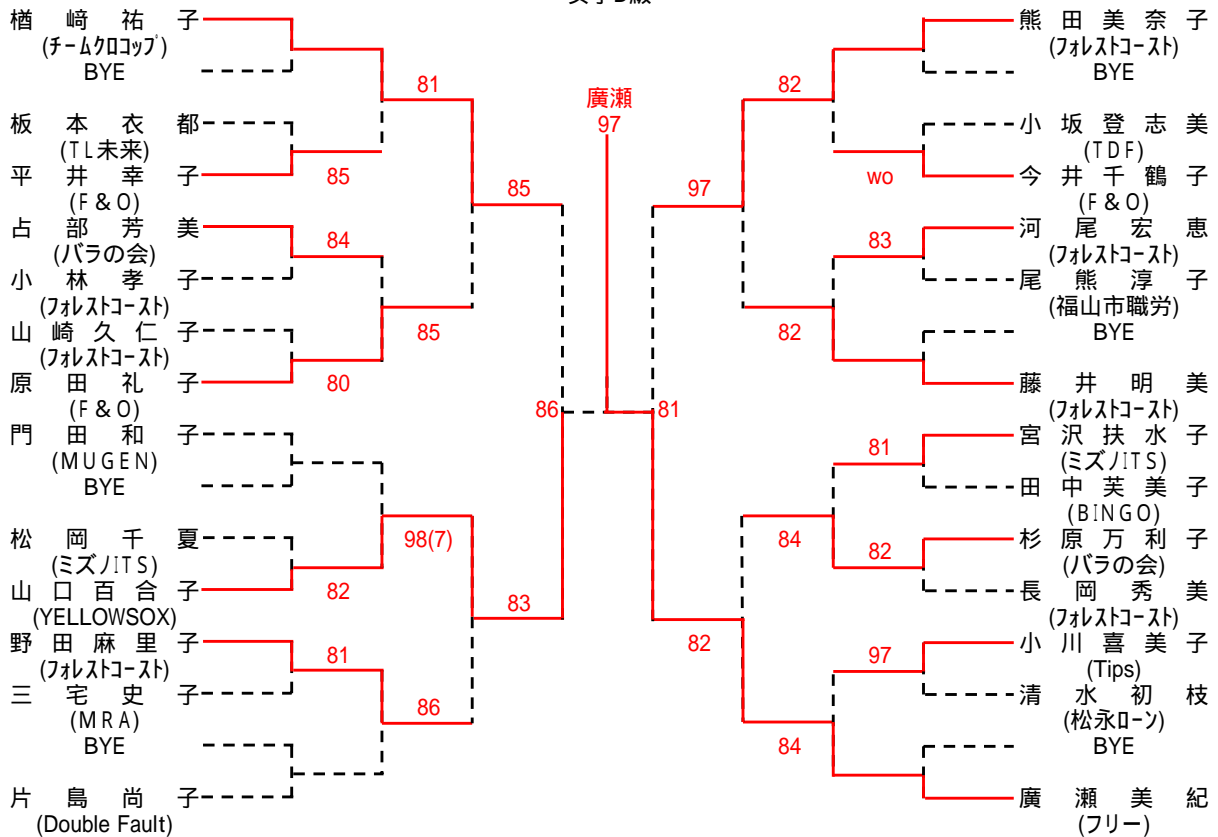 楢崎祐子
(ﾁｰﾑｸﾛｺｯﾌﾟ)
BYE
板本衣都
(TL未来)
平井幸子
(F&O)
占部芳美
(バラの会)
小林孝子
(ﾌｫﾚｽﾄｺｰｽﾄ)
山崎久仁子
(ﾌｫﾚｽﾄｺｰｽﾄ)
原田礼子
(F&O)
門田和子
(MUGEN)
BYE
松岡千夏
(ミズノITS)
山口百合子
(YELLOWSOX)
野田麻里子
(ﾌｫﾚｽﾄｺｰｽﾄ)
三宅史子
(MRA)
BYE
片島尚子
(Double Fault)
81
85
84
85
80
85
86
98(7)
82
83
81
86
廣瀬
97
81
82
97
wo
83
82
81
84
82
82
97
84
熊田美奈子
(ﾌｫﾚｽﾄｺｰｽﾄ)
BYE
小坂登志美
(TDF)
今井千鶴子
(F&O)
河尾宏恵
(ﾌｫﾚｽﾄｺｰｽﾄ)
尾熊淳子
(福山市職労)
BYE
藤井明美
(ﾌｫﾚｽﾄｺｰｽﾄ)
宮沢扶水子
(ミズノITS)
田中芙美子
(BINGO)
杉原万利子
(バラの会)
長岡秀美
(ﾌｫﾚｽﾄｺｰｽﾄ)
小川喜美子
(Tips)
清水初枝
(松永ﾛｰﾝ)
BYE
廣瀬美紀
(フリー)